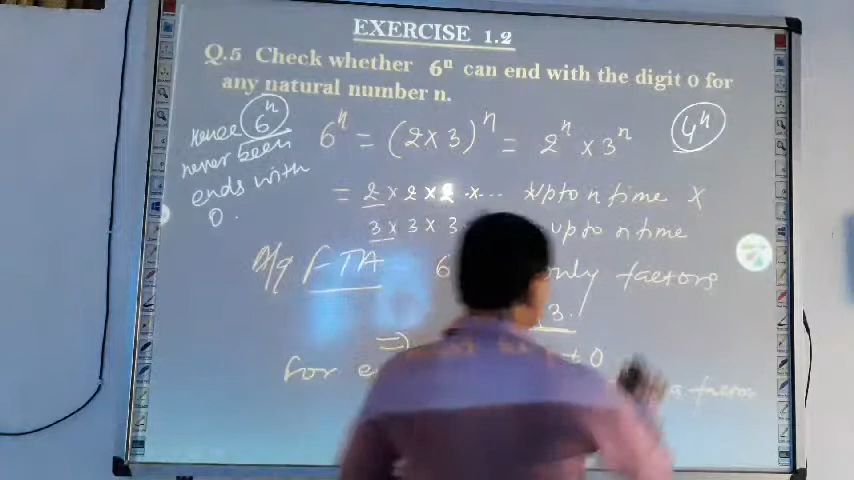 EXERCISE 1.2
Q.5 Check whether 6ⁿ can end with the digit 0 for
any natural number n.
Hence 6ⁿ
never been
ends with
0.
6ⁿ = (2×3)ⁿ = 2ⁿ × 3ⁿ
4ⁿ
= 2 × 2 × 2 ×... upto n time ×
3 × 3 × 3 upto n time
A/q FTA 6 only factors
3.
⇒ 0
For a factor